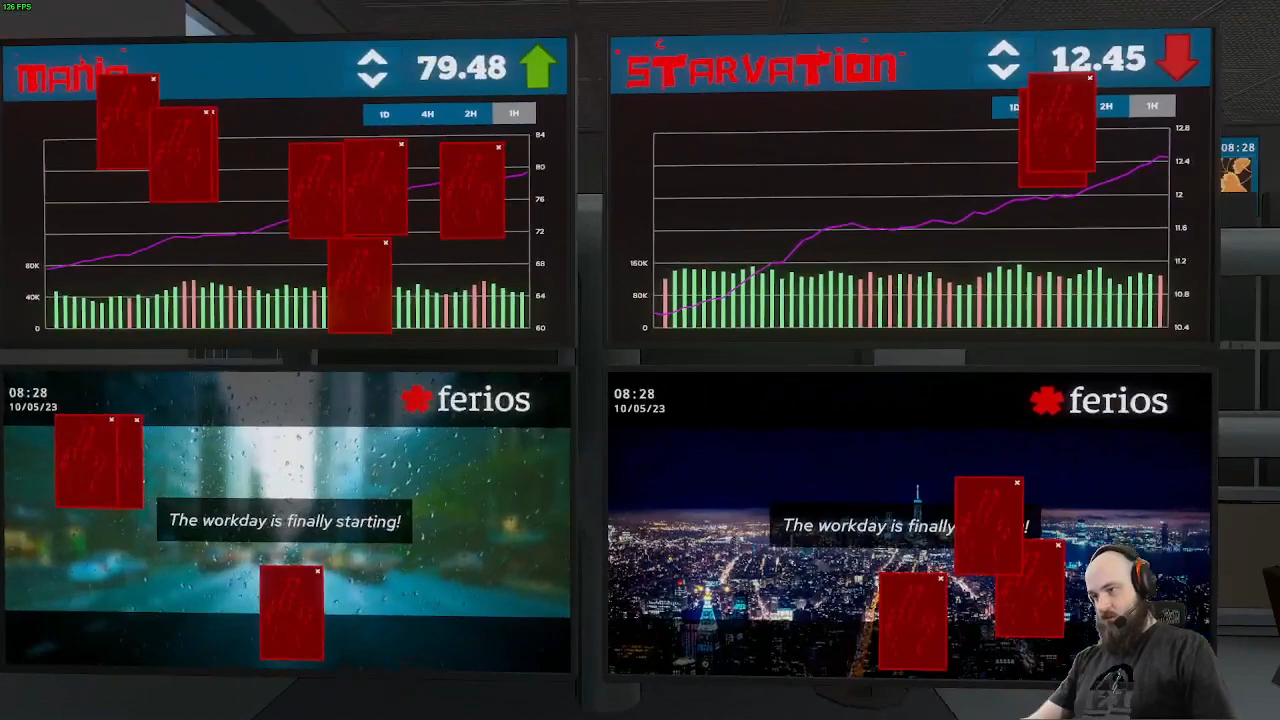 126 FPS
Mania
79.48
1D 4H 2H 1H
84
80
76
72
68
64
60
80K
40K
0
STARVATION
12.45
1D 2H 1H
12.8
12.4
12
11.6
11.2
10.8
10.4
160K
80K
0
08:28
08:28
10/05/23
ferios
The workday is finally starting!
08:28
10/05/23
ferios
The workday is finally